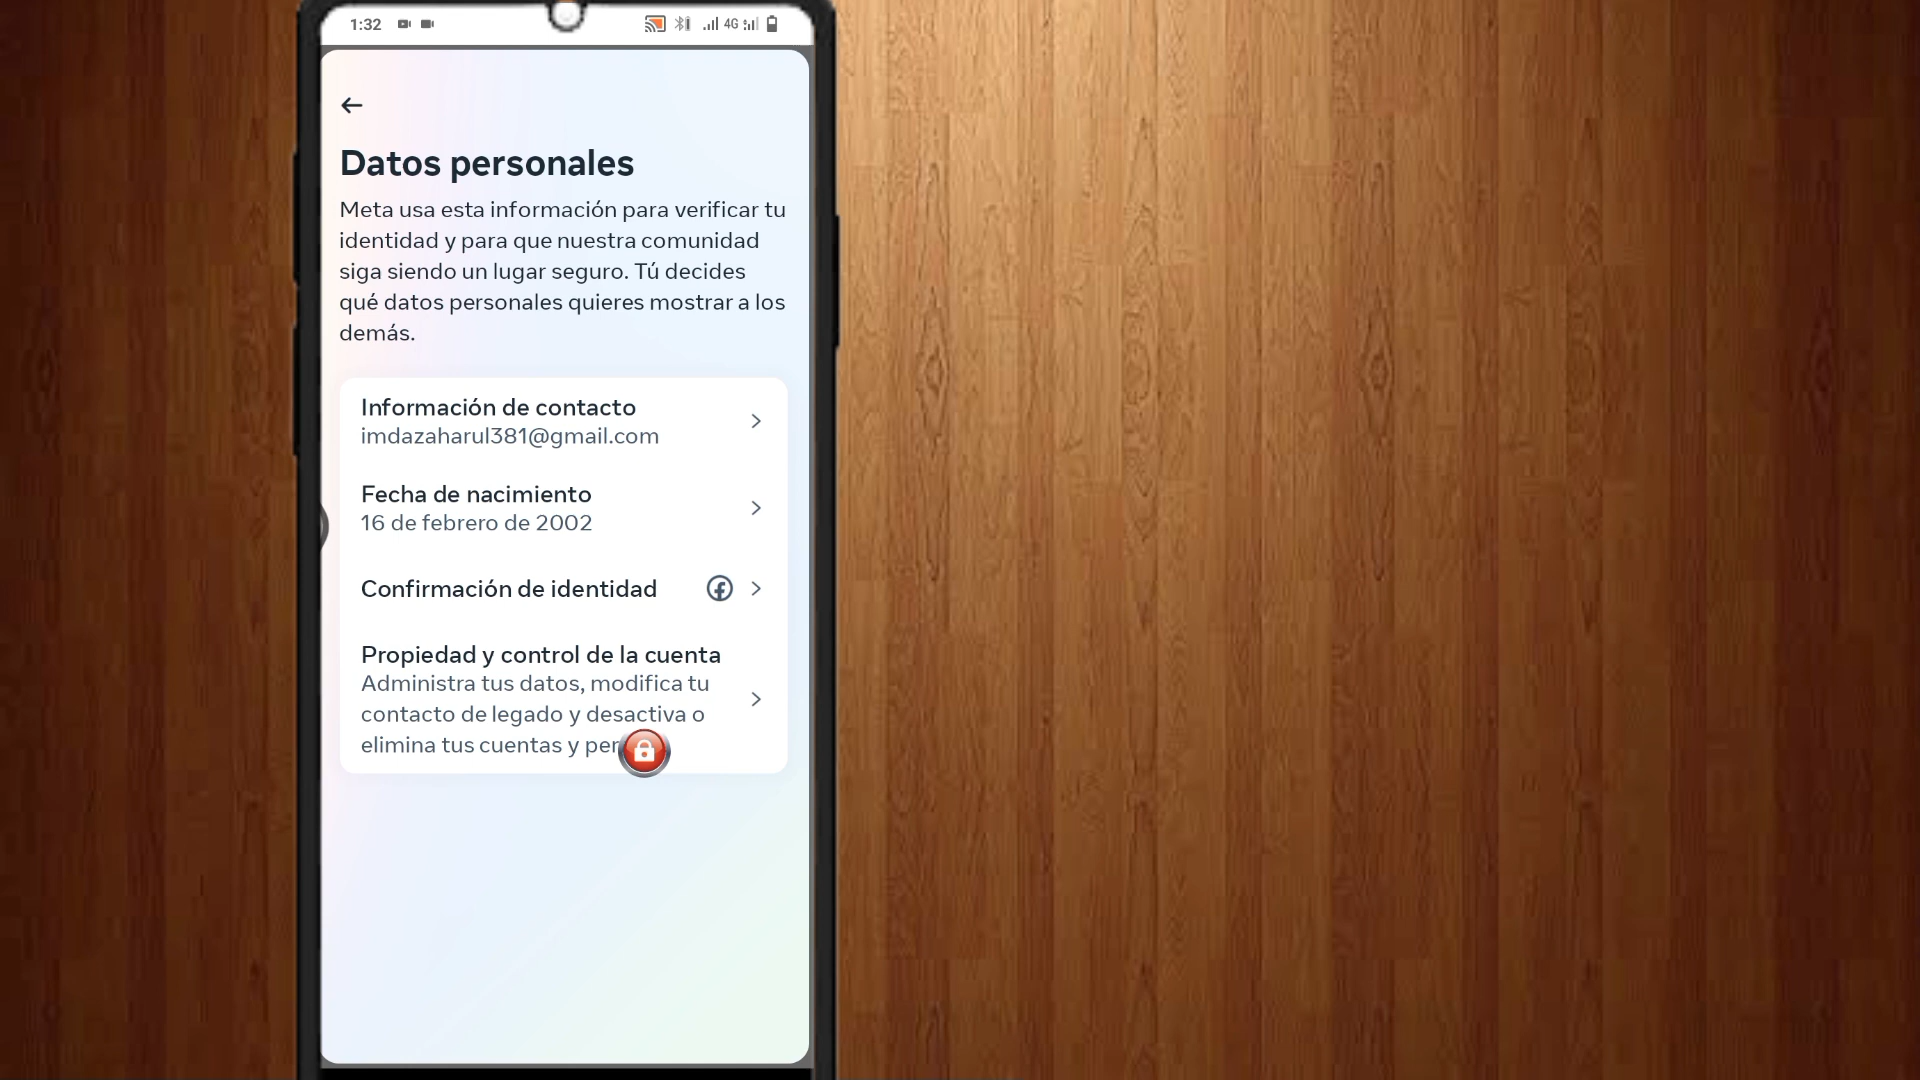 1:32
4G
Datos personales
Meta usa esta información para verificar tu
identidad y para que nuestra comunidad
siga siendo un lugar seguro. Tú decides
qué datos personales quieres mostrar a los
demás.
Información de contacto
imdazaharul381@gmail.com
Fecha de nacimiento
16 de febrero de 2002
Confirmación de identidad
Propiedad y control de la cuenta
Administra tus datos, modifica tu
contacto de legado y desactiva o
elimina tus cuentas y per